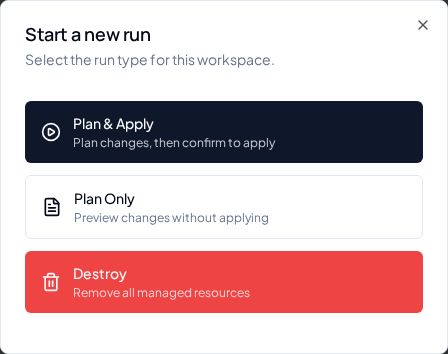 Start a new run
Select the run type for this workspace.
Plan & Apply
Plan changes, then confirm to apply
Plan Only
Preview changes without applying
Destroy
Remove all managed resources